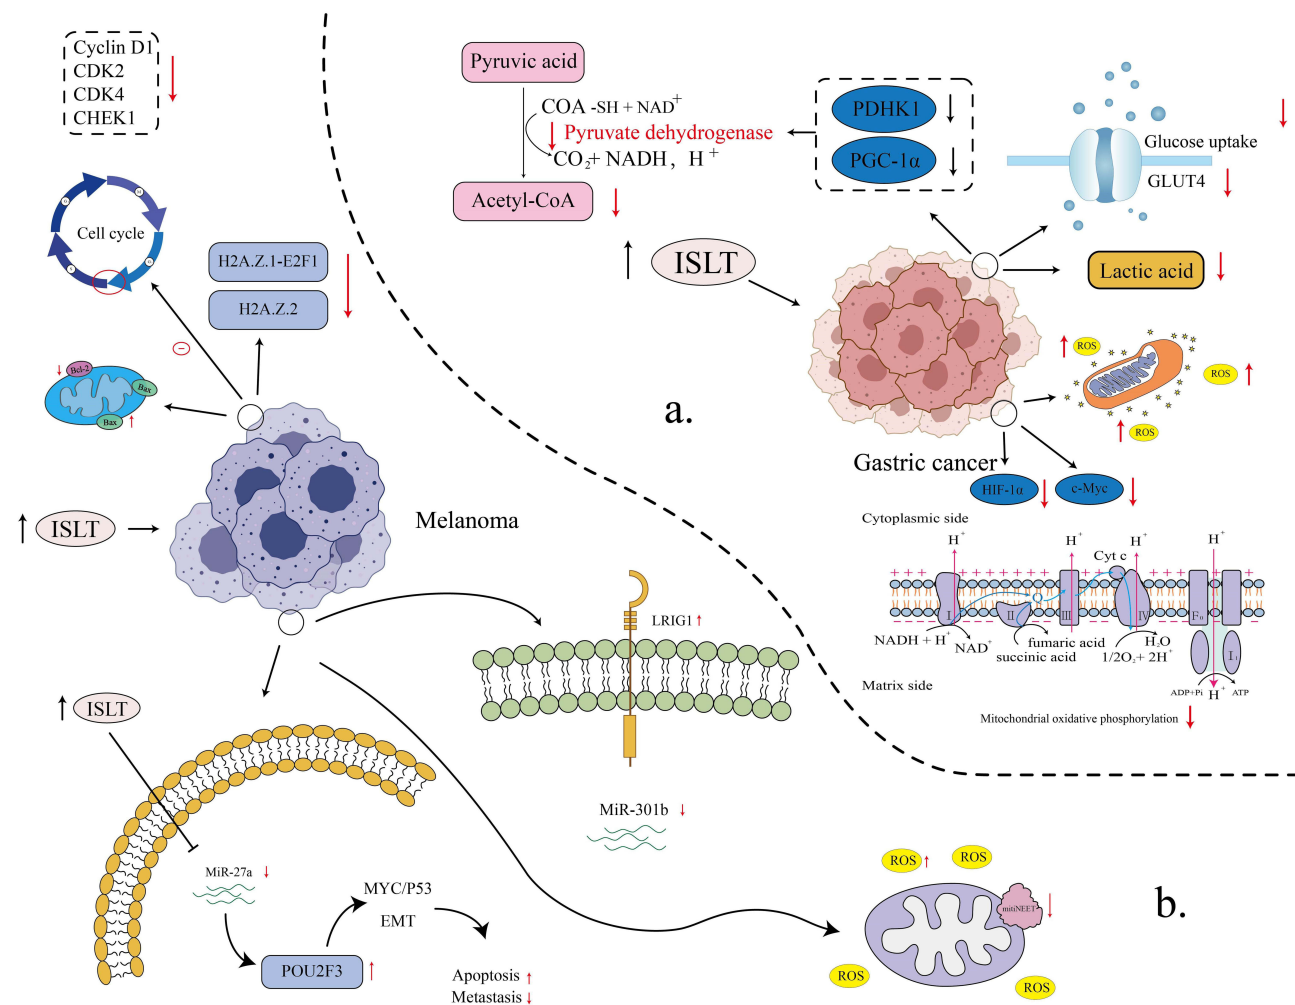 Cyclin D1
CDK2
CDK4
CHEK1
Cell cycle
H2A.Z.1-E2F1
H2A.Z.2
Bcl-2
Bax
Bax
ISLT
Melanoma
Pyruvic acid
COA -SH + NAD+
Pyruvate dehydrogenase
CO2+ NADH, H +
Acetyl-CoA
PDHK1
PGC-1α
Glucose uptake
GLUT4
ISLT
Lactic acid
ROS
ROS
ROS
a.
Gastric cancer
HIF-1α
c-Myc
Cytoplasmic side
H+
H+
Cyt c
H+
H+
I
II
Q
III
IV
F0
NADH + H+
NAD+
fumaric acid
succinic acid
H2O
1/2O2+ 2H+
Matrix side
ADP+Pi
H+
ATP
Mitochondrial oxidative phosphorylation
LRIG1
MiR-301b
ISLT
MiR-27a
MYC/P53
EMT
POU2F3
Apoptosis
Metastasis
ROS
ROS
mitiNEET
ROS
ROS
b.